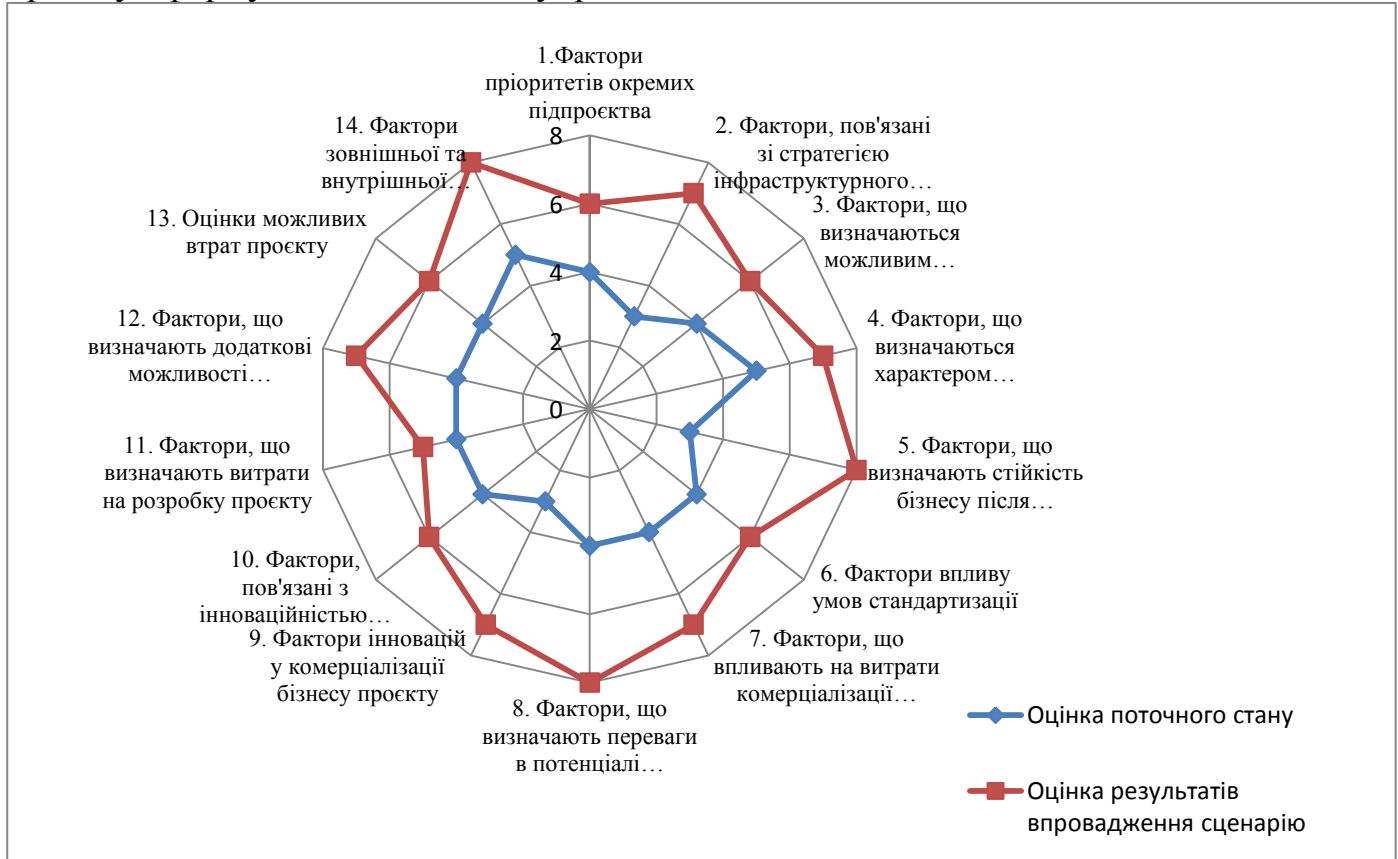 1.Фактори
пріоритетів окремих
підпроєктва
2. Фактори, пов'язані
зі стратегією
інфраструктурного…
3. Фактори, що
визначаються
можливим…
4. Фактори, що
визначаються
характером…
5. Фактори, що
визначають стійкість
бізнесу після…
6. Фактори впливу
умов стандартизації
7. Фактори, що
впливають на витрати
комерціалізації…
8. Фактори, що
визначають переваги
в потенціалі…
9. Фактори інновацій
у комерціалізації
бізнесу проєкту
10. Фактори,
пов'язані з
інноваційністю…
11. Фактори, що
визначають витрати
на розробку проєкту
12. Фактори, що
визначають додаткові
можливості…
13. Оцінки можливих
втрат проєкту
14. Фактори
зовнішньої та
внутрішньої…
8
6
4
2
0
Оцінка поточного стану
Оцінка результатів
впровадження сценарію